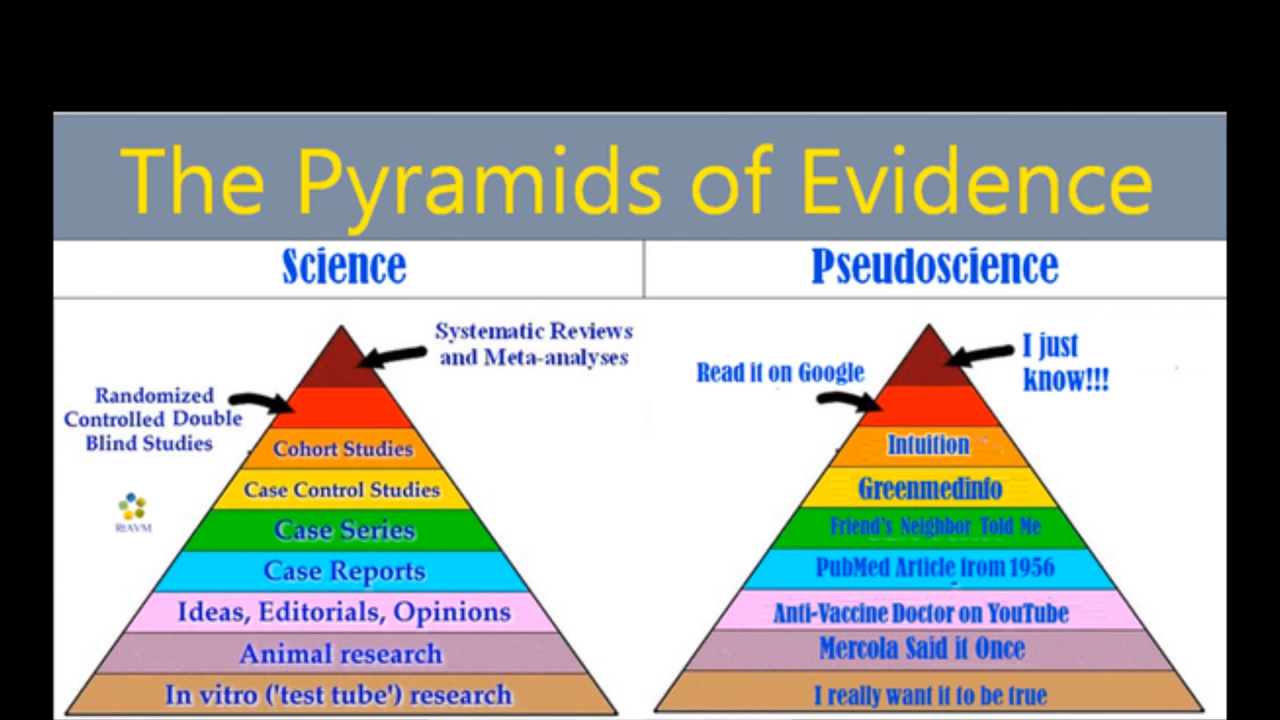 The Pyramids of Evidence
Science
Systematic Reviews
and Meta-analyses
Randomized
Controlled Double
Blind Studies
Cohort Studies
Case Control Studies
Case Series
Case Reports
Ideas, Editorials, Opinions
Animal research
In vitro ('test tube') research
RtAVM
Pseudoscience
I just
know!!!
Read it on Google
Intuition
Greenmedinfo
Friend's Neighbor Told Me
PubMed Article from 1956
Anti-Vaccine Doctor on YouTube
Mercola Said it Once
I really want it to be true